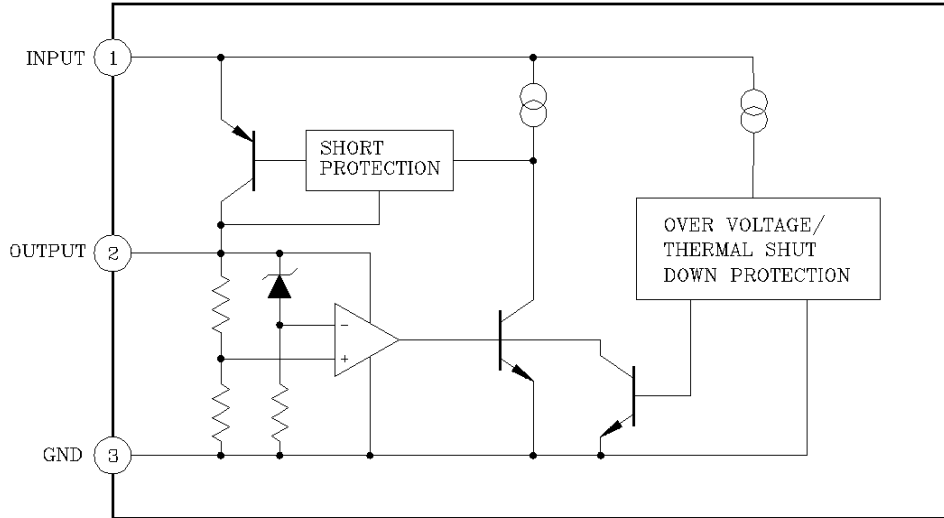 INPUT 1
SHORT
PROTECTION
OVER VOLTAGE/
THERMAL SHUT
DOWN PROTECTION
OUTPUT 2
-
+
GND 3